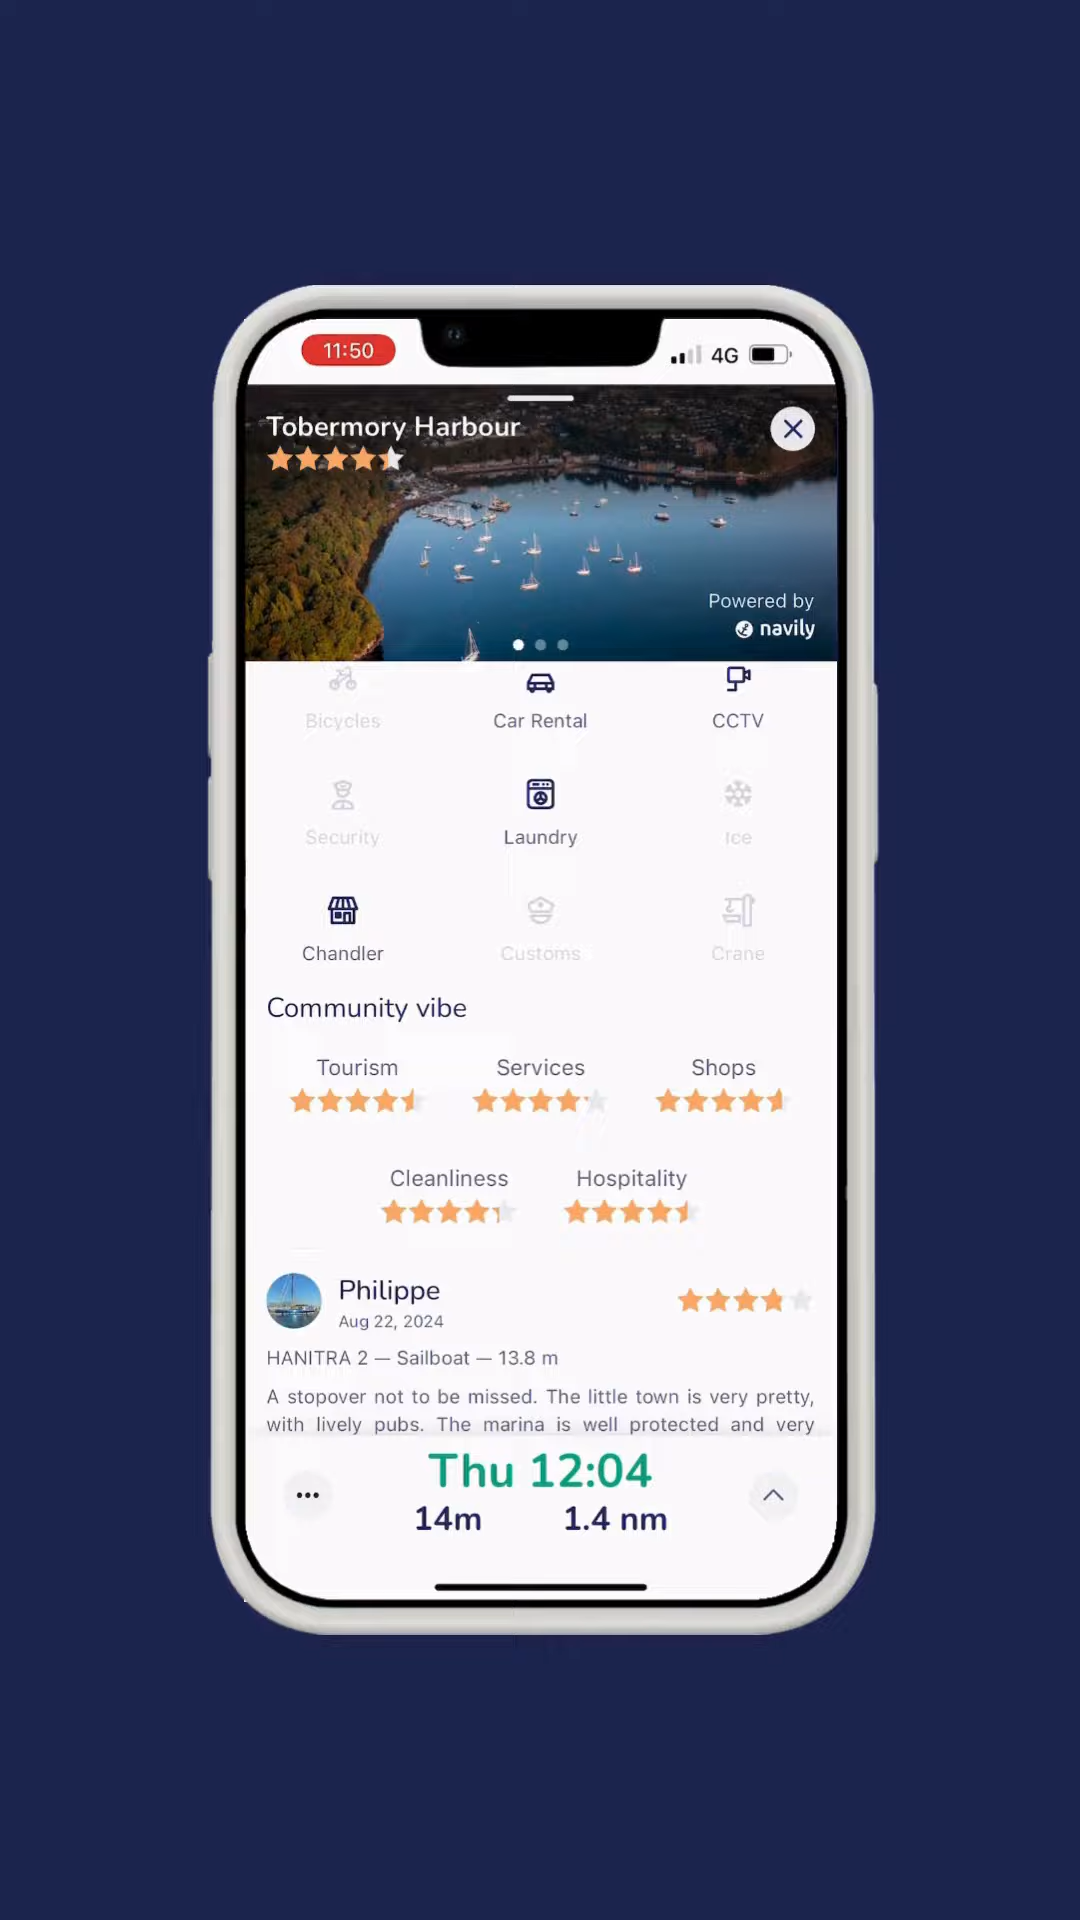 11:50
4G
Tobermory Harbour
Powered by
navily
Bicycles
Car Rental
CCTV
Security
Laundry
Ice
Chandler
Customs
Crane
Community vibe
Tourism
Services
Shops
Cleanliness
Hospitality
Philippe
Aug 22, 2024
HANITRA 2 — Sailboat — 13.8 m
A stopover not to be missed. The little town is very pretty,
with lively pubs. The marina is well protected and very
Thu 12:04
14m
1.4 nm